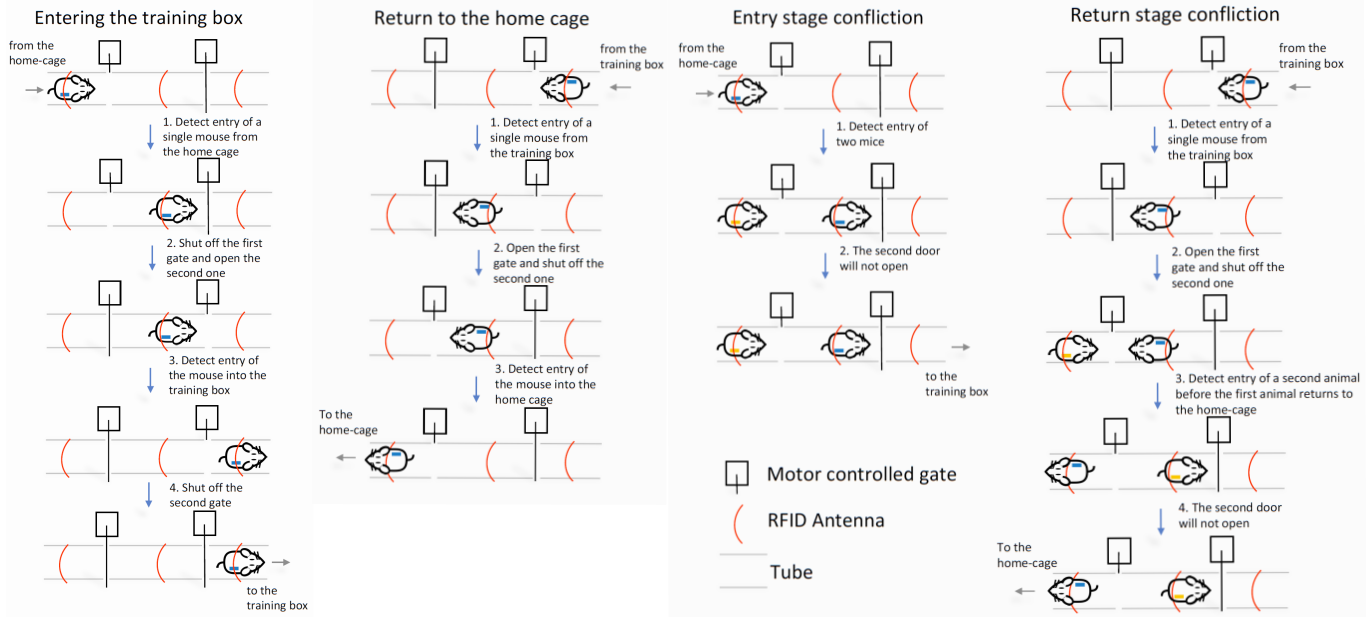 Entering the training box
from the
home-cage
1. Detect entry of a
single mouse from
the home cage
2. Shut off the first
gate and open the
second one
3. Detect entry of
the mouse into the
training box
4. Shut off the
second gate
to the
training box
Return to the home cage
from the
training box
1. Detect entry of a
single mouse from
the training box
2. Open the first
gate and shut off the
second one
3. Detect entry of
the mouse into the
home cage
To the
home-cage
Entry stage confliction
from the
home-cage
1. Detect entry of
two mice
2. The second door
will not open
to the
training box
Motor controlled gate
RFID Antenna
Tube
Return stage confliction
from the
training box
1. Detect entry of a
single mouse from
the training box
2. Open the first
gate and shut off the
second one
3. Detect entry of a second animal
before the first animal returns to
the home-cage
4. The second door
will not open
To the
home-cage